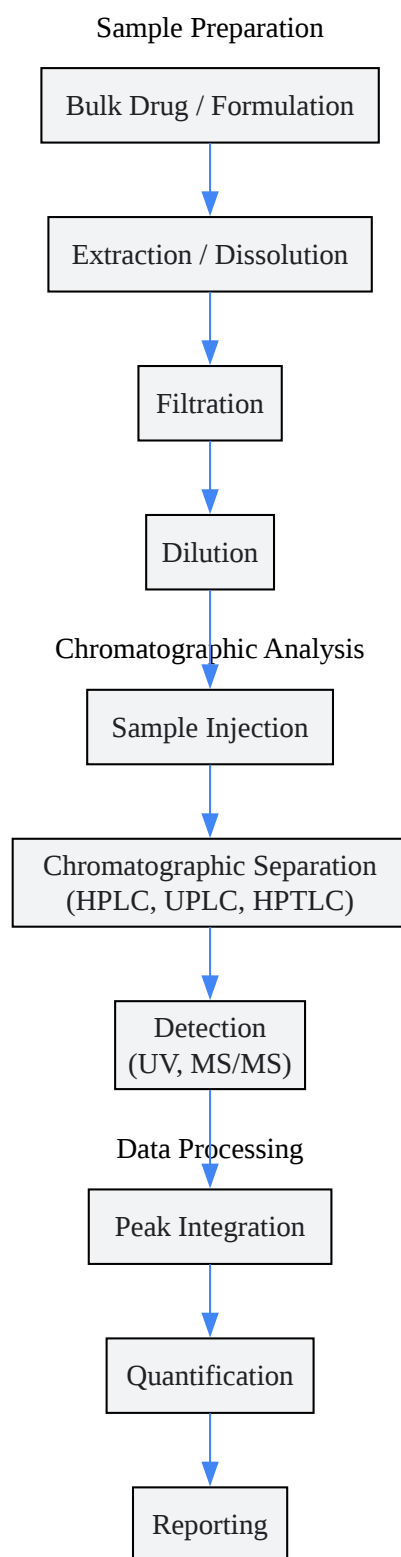 Sample Preparation
Bulk Drug / Formulation
Extraction / Dissolution
Filtration
Dilution
Chromatographic Analysis
Sample Injection
Chromatographic Separation
(HPLC, UPLC, HPTLC)
Detection
(UV, MS/MS)
Data Processing
Peak Integration
Quantification
Reporting